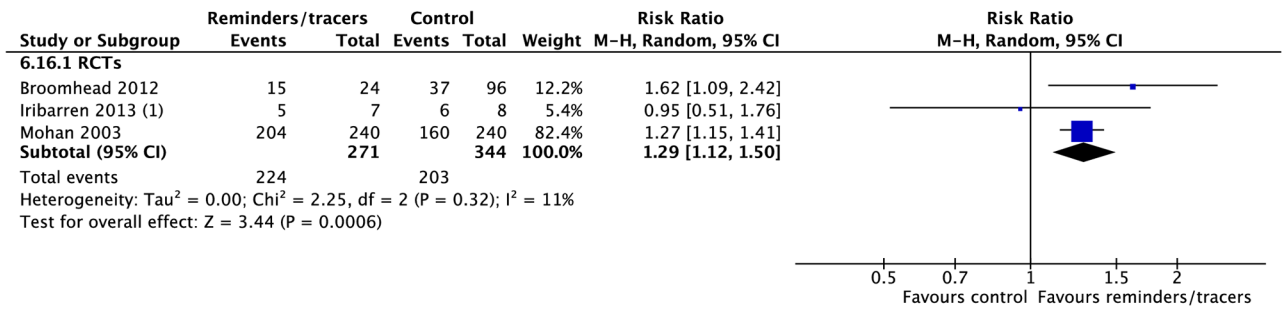 Reminders/tracers Control Risk Ratio Risk Ratio
Study or Subgroup Events Total Events Total Weight M-H, Random, 95% CI M-H, Random, 95% CI
6.16.1 RCTs
Broomhead 2012 15 24 37 96 12.2% 1.62 [1.09, 2.42]
Iribarren 2013 (1) 5 7 6 8 5.4% 0.95 [0.51, 1.76]
Mohan 2003 204 240 160 240 82.4% 1.27 [1.15, 1.41]
Subtotal (95% CI) 271 344 100.0% 1.29 [1.12, 1.50]
Total events 224 203
Heterogeneity: Tau² = 0.00; Chi² = 2.25, df = 2 (P = 0.32); I² = 11%
Test for overall effect: Z = 3.44 (P = 0.0006)
0.5 0.7 1 1.5 2
Favours control Favours reminders/tracers